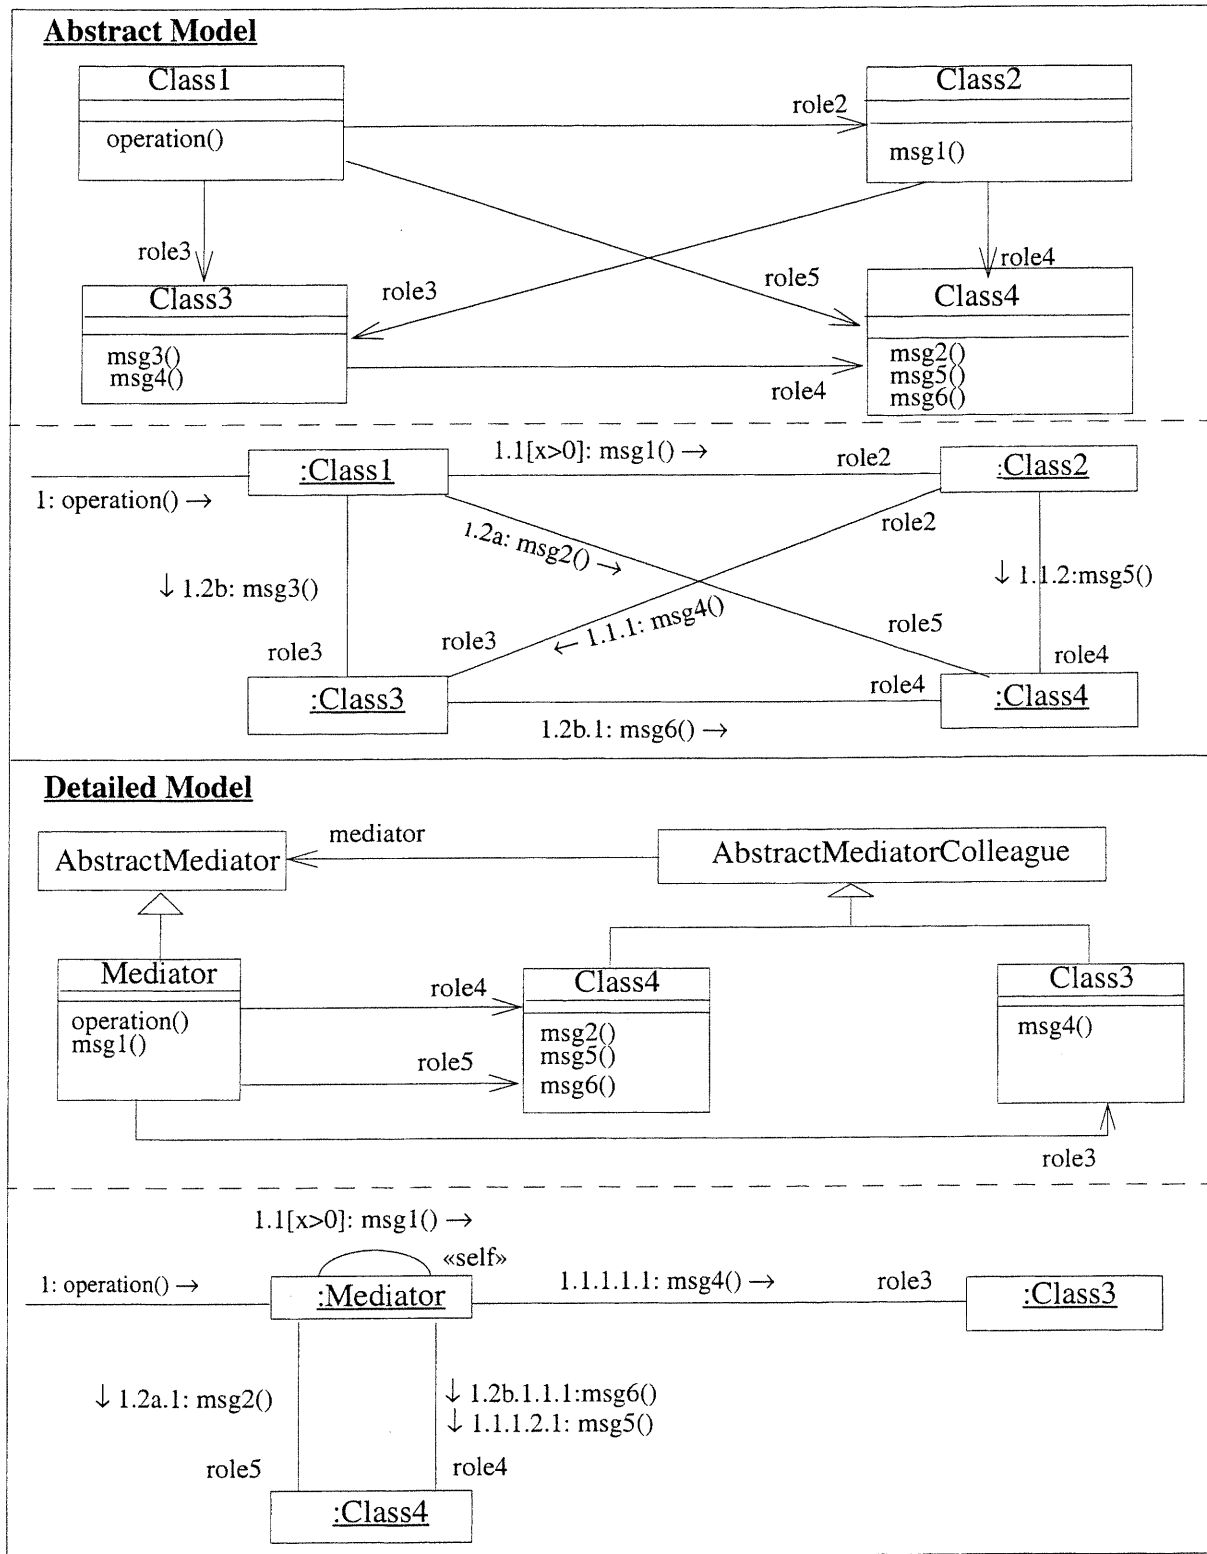 Abstract Model
Class1
Class2
role2
operation()
msg1()
role3
role4
role3
role5
Class3
Class4
msg3()
msg4()
msg2()
msg5()
msg6()
role4
1.1[x>0]: msg1() →
role2
:Class1
:Class2
1: operation() →
role2
1.2a: msg2() →
↓ 1.2b: msg3()
↓ 1.1.2:msg5()
← 1.1.1: msg4()
role5
role3
role3
role4
role4
:Class3
:Class4
1.2b.1: msg6() →
Detailed Model
mediator
AbstractMediator
AbstractMediatorColleague
Mediator
Class4
Class3
role4
operation()
msg1()
msg2()
msg5()
msg6()
msg4()
role5
role3
1.1[x>0]: msg1() →
«self»
1: operation() →
1.1.1.1.1: msg4() →
role3
:Mediator
:Class3
↓ 1.2a.1: msg2()
↓ 1.2b.1.1.1:msg6()
↓ 1.1.1.2.1: msg5()
role5
role4
:Class4